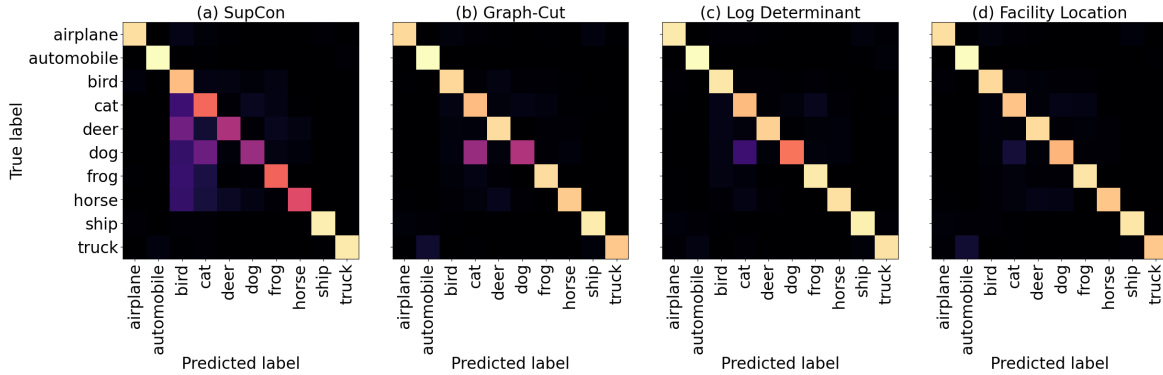 (a) SupCon
(b) Graph-Cut
(c) Log Determinant
(d) Facility Location
True label
airplane
automobile
bird
cat
deer
dog
frog
horse
ship
truck
airplane
automobile
bird
cat
deer
dog
frog
horse
ship
truck
airplane
automobile
bird
cat
deer
dog
frog
horse
ship
truck
airplane
automobile
bird
cat
deer
dog
frog
horse
ship
truck
airplane
automobile
bird
cat
deer
dog
frog
horse
ship
truck
Predicted label
Predicted label
Predicted label
Predicted label